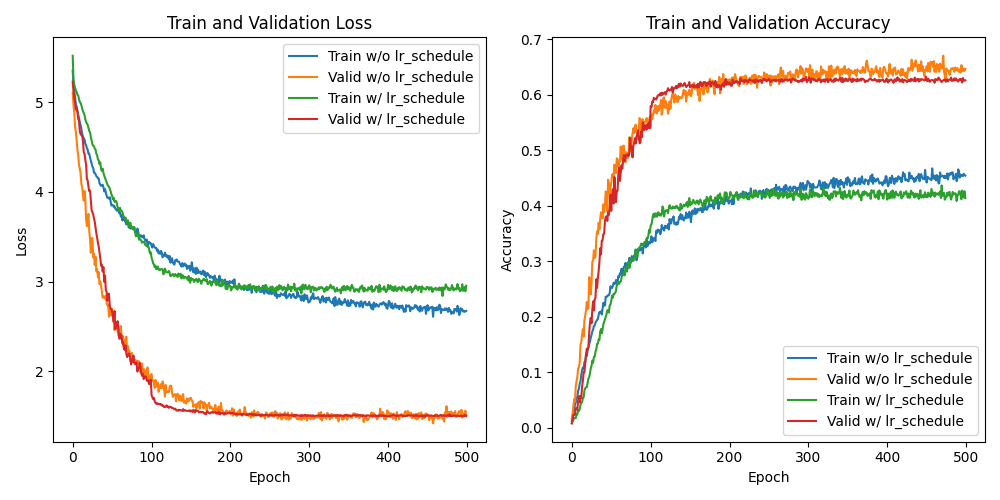 Train and Validation Loss
Train w/o lr_schedule
Valid w/o lr_schedule
Train w/ lr_schedule
Valid w/ lr_schedule
5
4
3
2
Loss
0
100
200
300
400
500
Epoch
Train and Validation Accuracy
0.7
0.6
0.5
0.4
0.3
0.2
0.1
0.0
Accuracy
Train w/o lr_schedule
Valid w/o lr_schedule
Train w/ lr_schedule
Valid w/ lr_schedule
0
100
200
300
400
500
Epoch